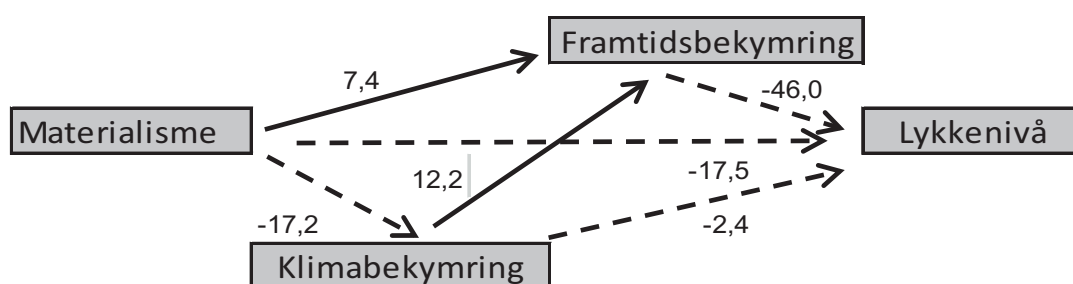 Framtidsbekymring
7,4
-46,0
Materialisme
Lykkenivå
12,2
-17,5
-17,2
-2,4
Klimabekymring